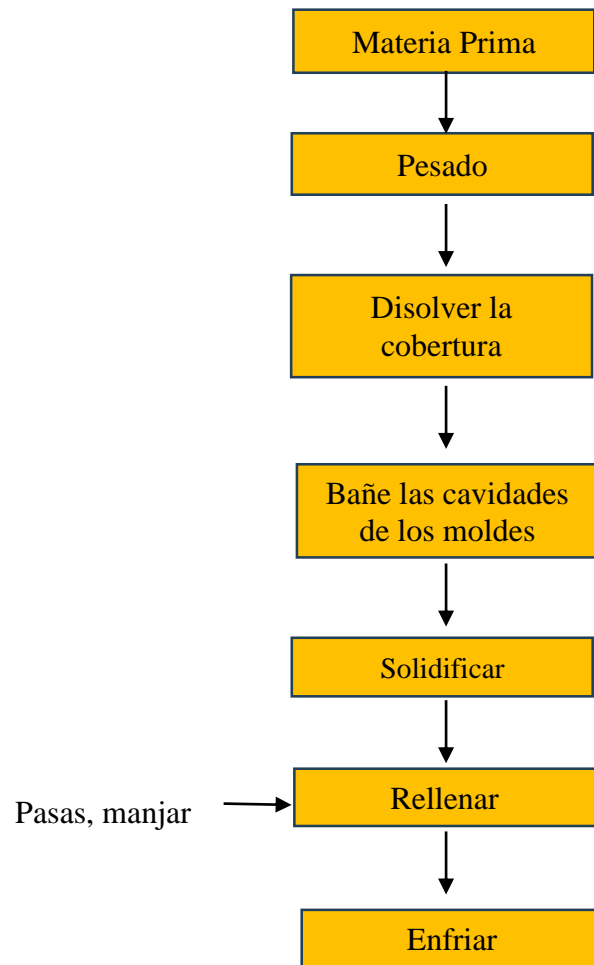 Materia Prima
Pesado
Disolver la
cobertura
Bañe las cavidades
de los moldes
Solidificar
Pasas, manjar
Rellenar
Enfriar